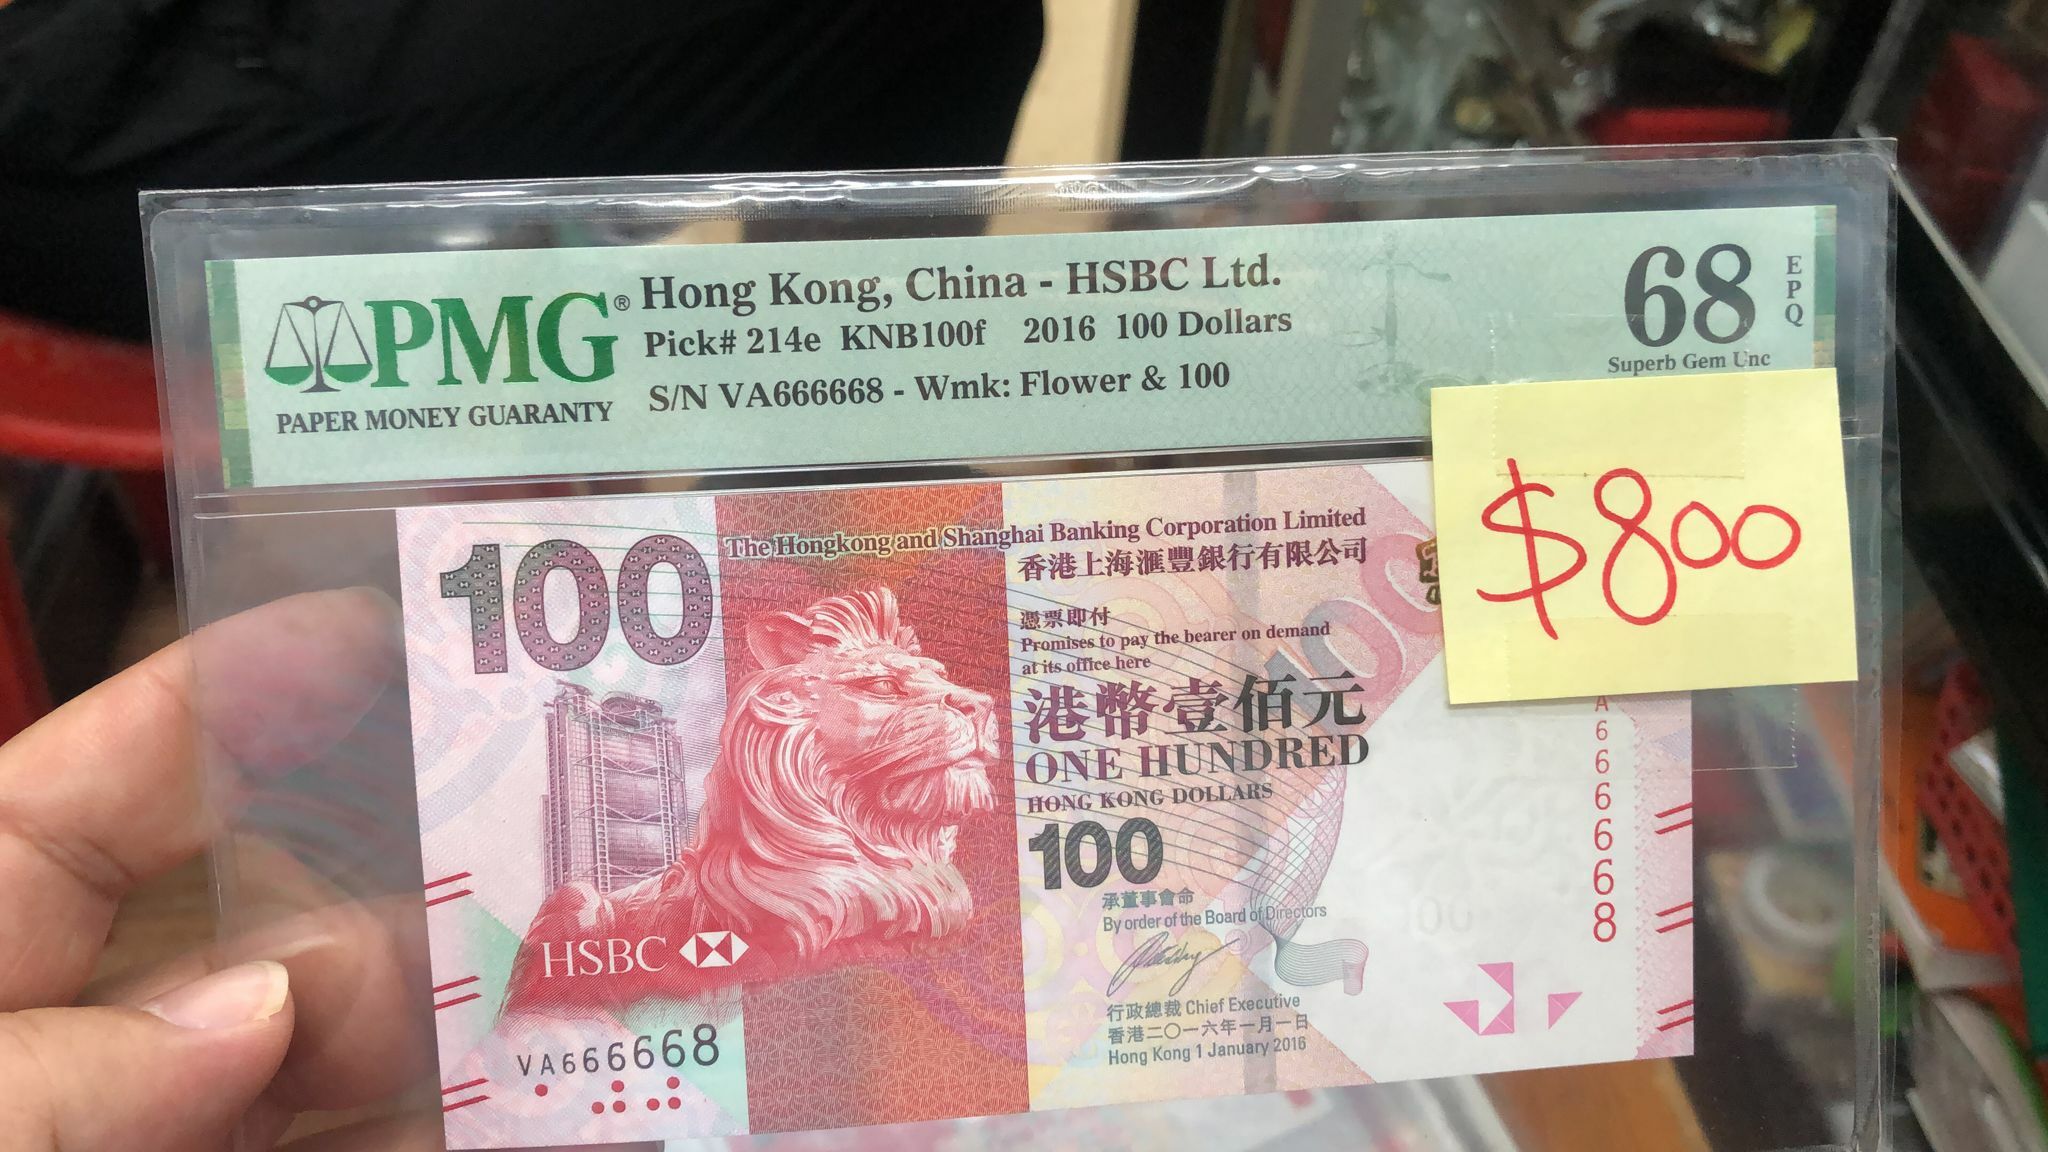 PMG®
PAPER MONEY GUARANTY
Hong Kong, China - HSBC Ltd.
Pick# 214e KNB100f 2016 100 Dollars
S/N VA666668 - Wmk: Flower & 100
68
EPQ
Superb Gem Unc
$800
100
The Hongkong and Shanghai Banking Corporation Limited
香港上海滙豐銀行有限公司
憑票即付
Promises to pay the bearer on demand
at its office here
港幣壹佰元
ONE HUNDRED
HONG KONG DOLLARS
100
承董事會命
By order of the Board of Directors
行政總裁 Chief Executive
香港二〇一六年一月一日
Hong Kong 1 January 2016
HSBC
VA666668
A666668
100
100